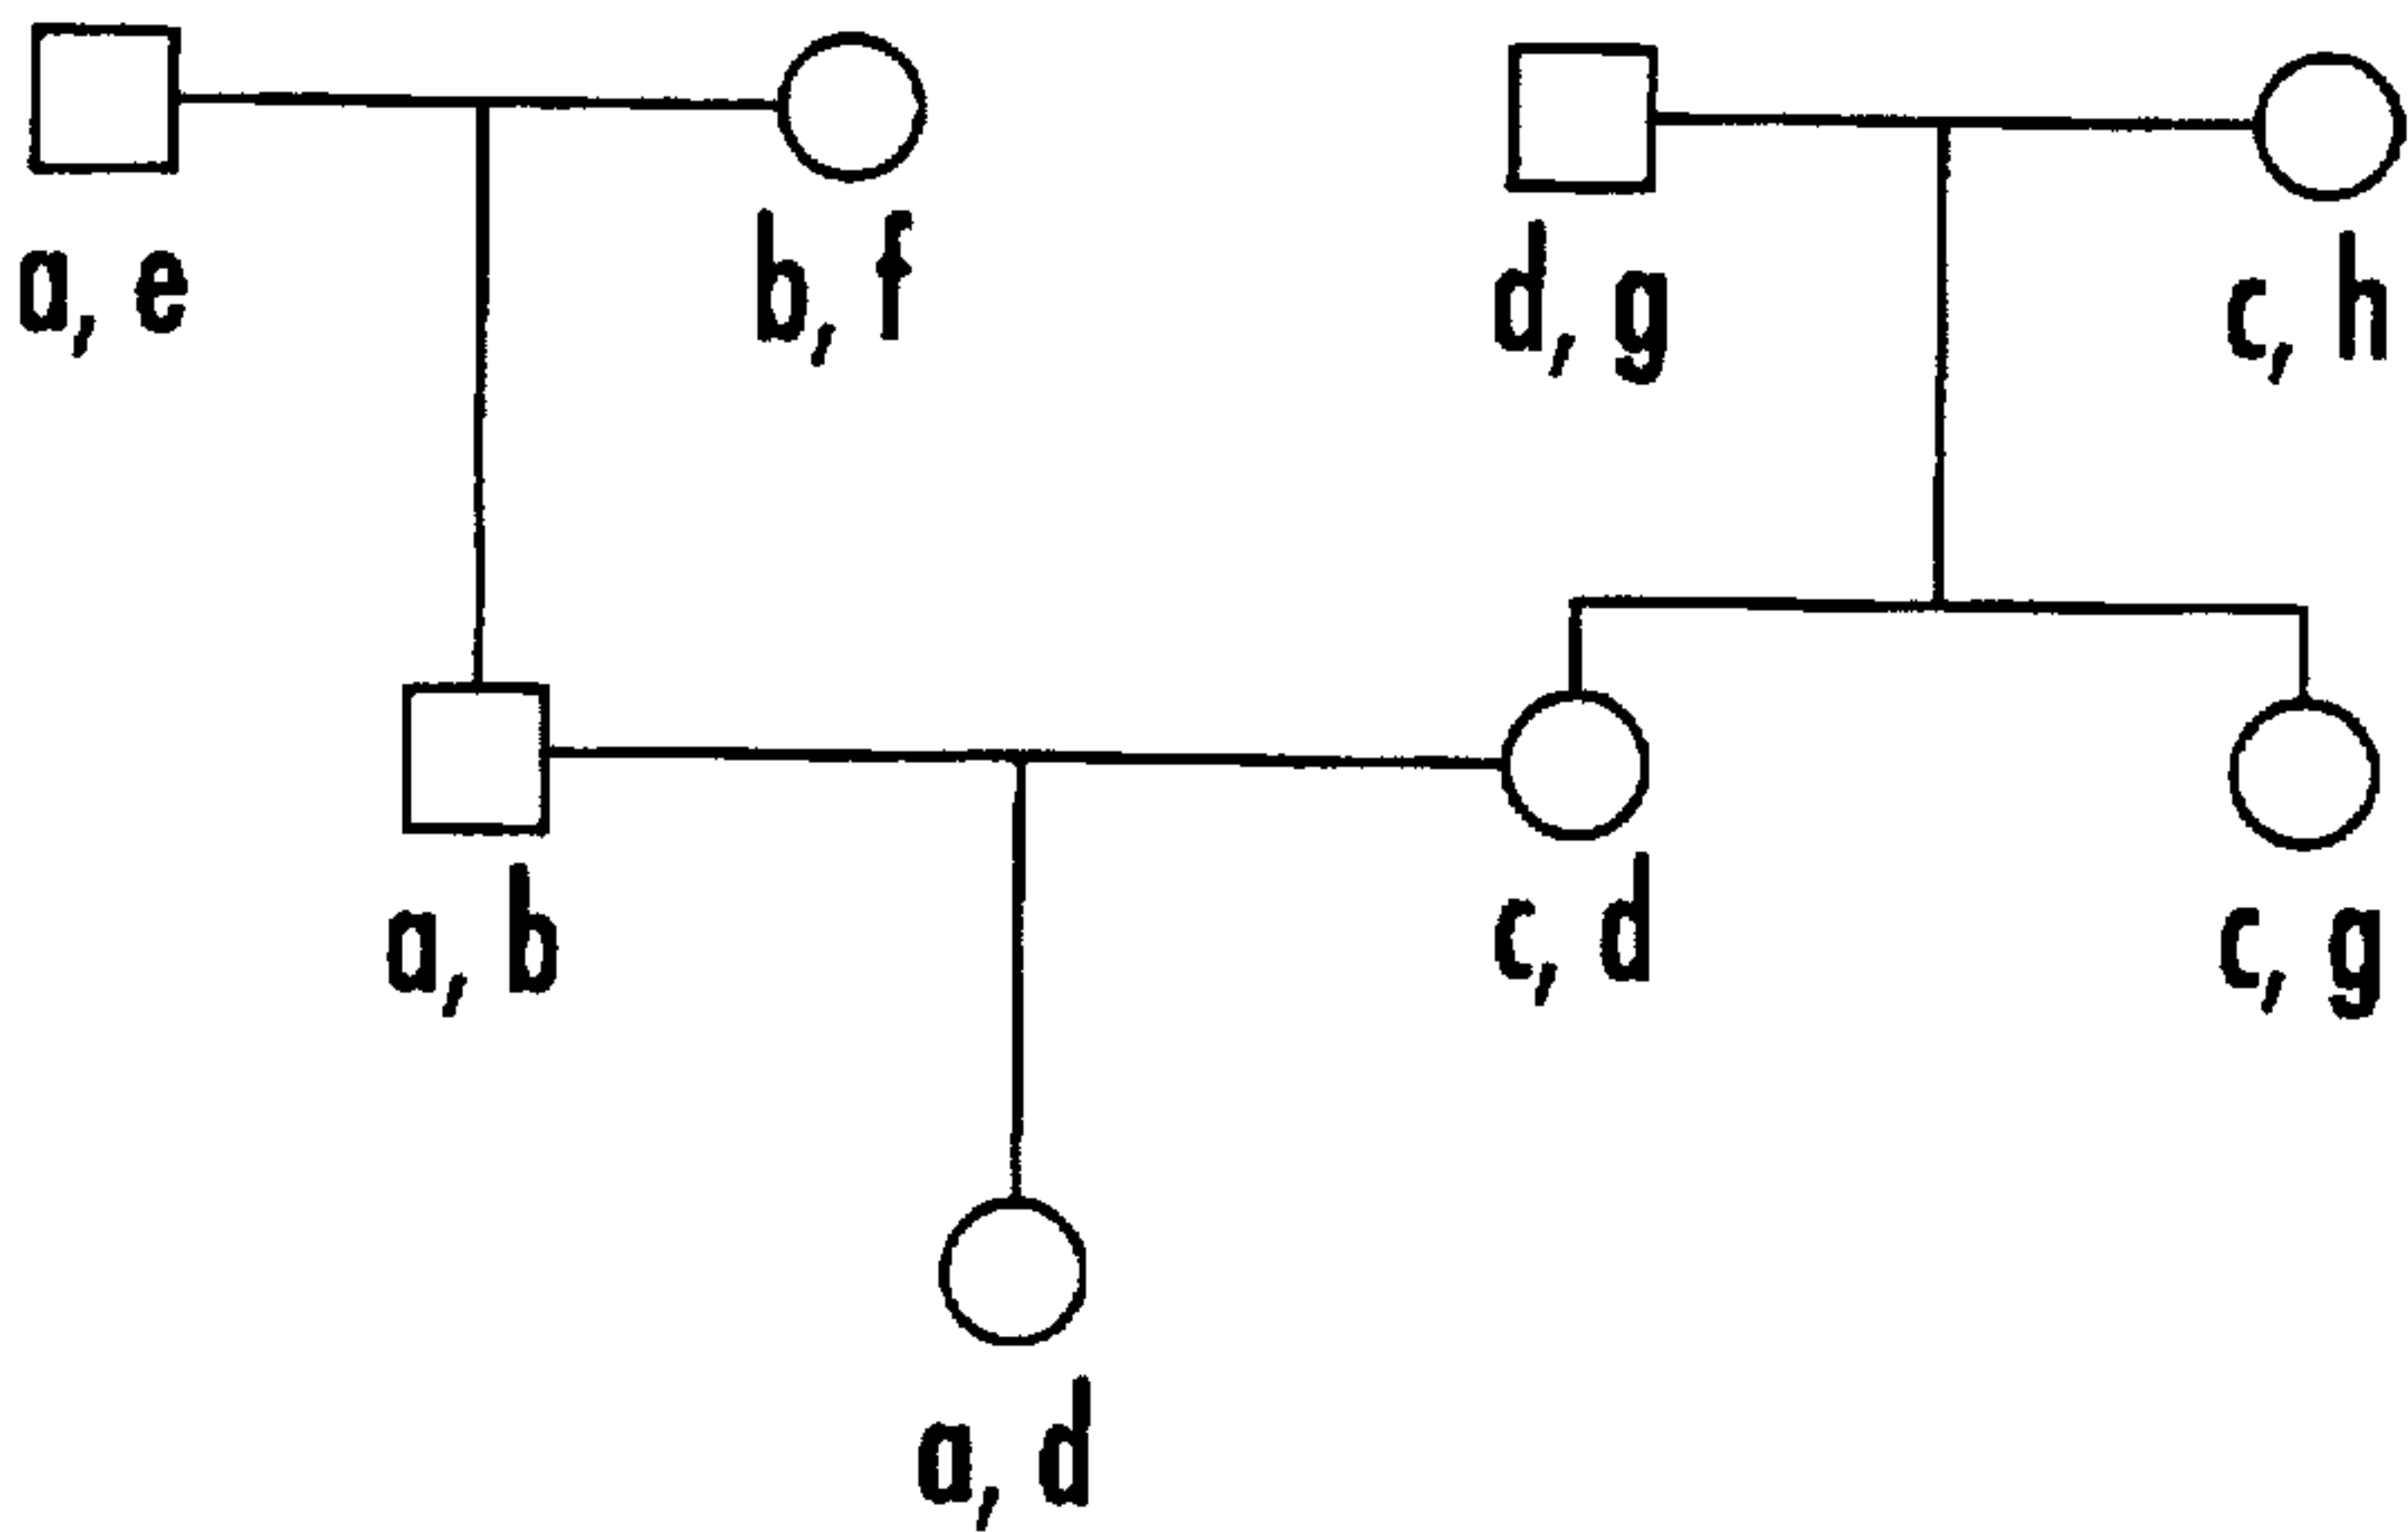 a, e
b, f
d, g
c, h
a, b
c, d
c, g
a, d